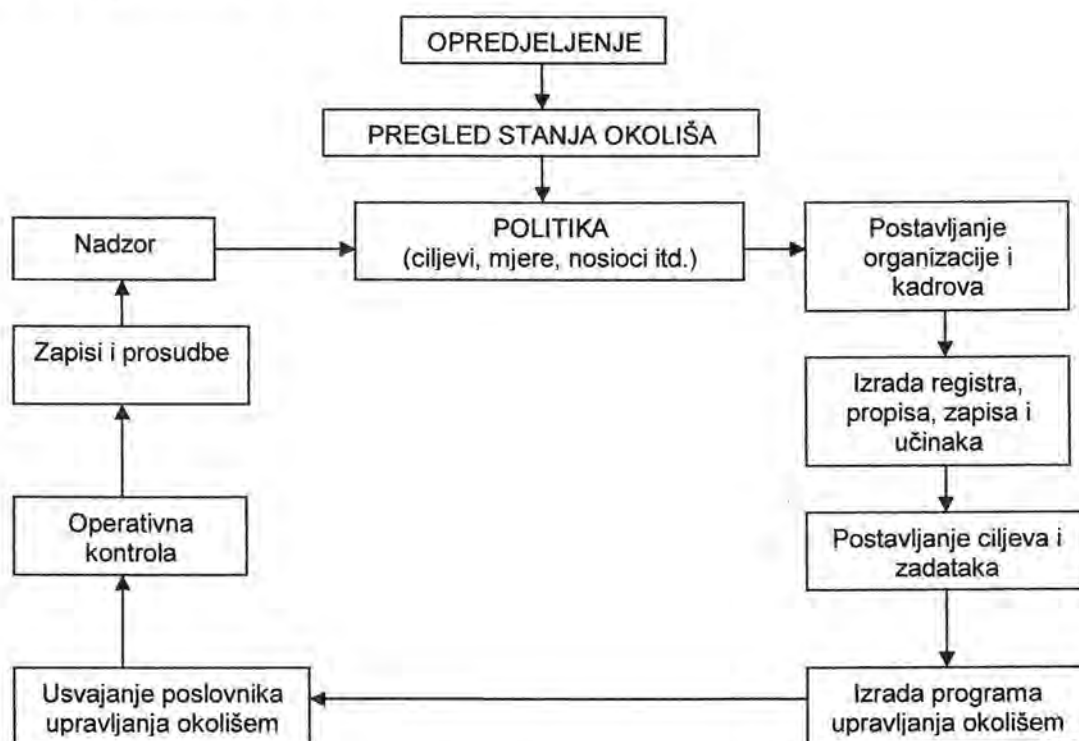 OPREDJELJENJE
PREGLED STANJA OKOLIŠA
POLITIKA
(ciljevi, mjere, nosioci itd.)
Postavljanje
organizacije i
kadrova
Izrada registra,
propisa, zapisa i
učinaka
Postavljanje ciljeva i
zadataka
Izrada programa
upravljanja okolišem
Usvajanje poslovnika
upravljanja okolišem
Operativna
kontrola
Zapisi i prosudbe
Nadzor